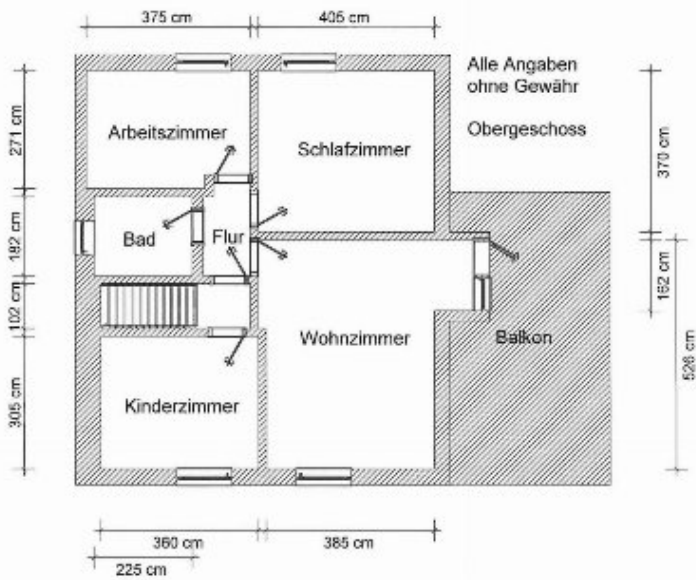 375 cm
405 cm
Alle Angaben
ohne Gewähr
Obergeschoss
271 cm
Arbeitszimmer
Schlafzimmer
370 cm
182 cm
Bad
Flur
162 cm
102 cm
Wohnzimmer
Balkon
526 cm
305 cm
Kinderzimmer
360 cm
385 cm
225 cm